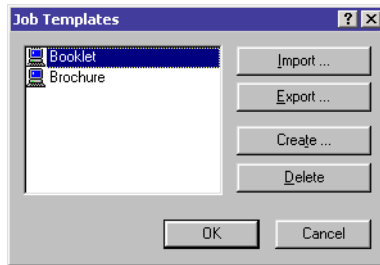 Job Templates
Booklet
Brochure
Import ...
Export ...
Create ...
Delete
OK
Cancel